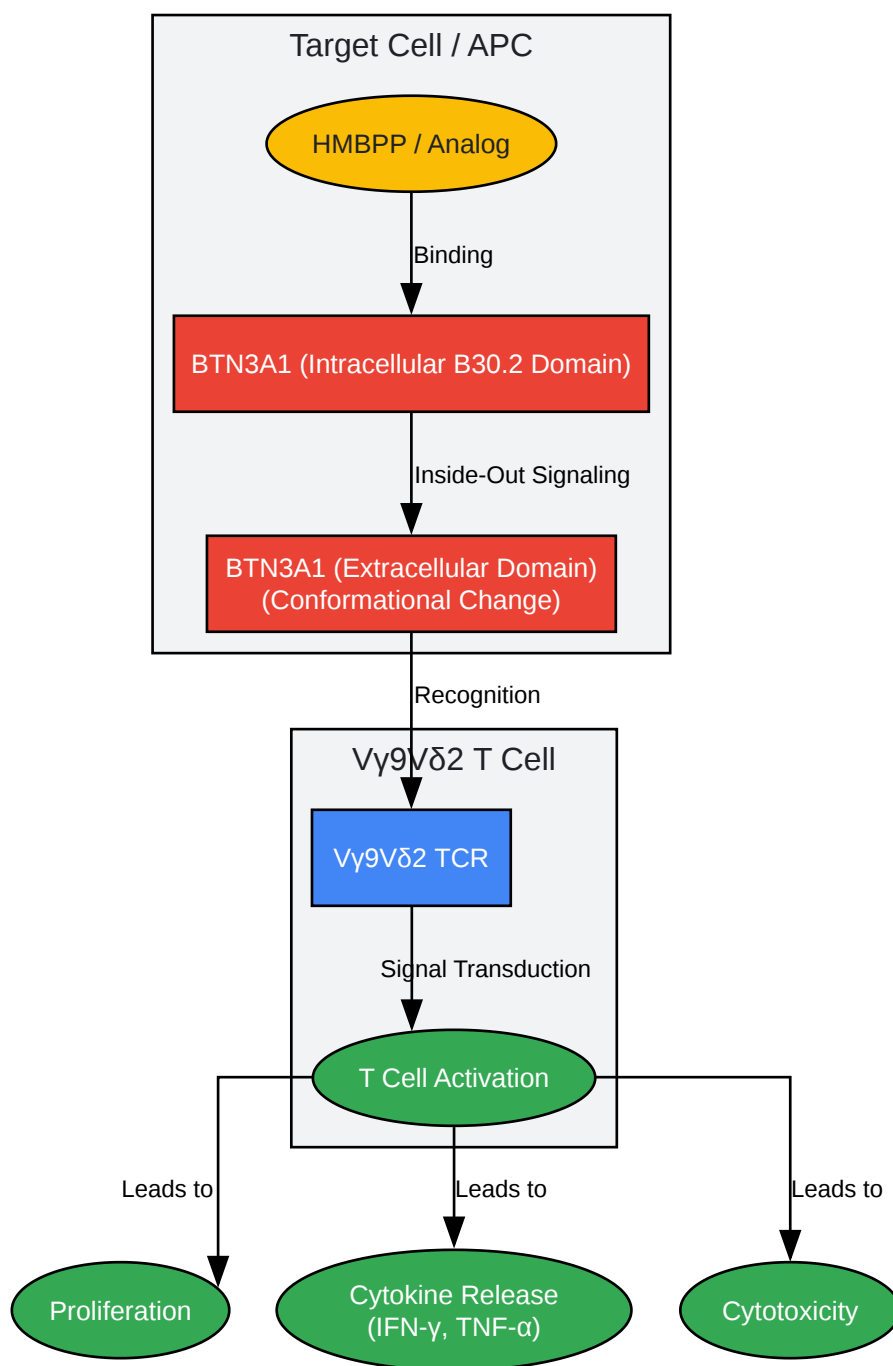 Target Cell / APC
HMBPP / Analog
Binding
BTN3A1 (Intracellular B30.2 Domain)
Inside-Out Signaling
BTN3A1 (Extracellular Domain)
(Conformational Change)
Recognition
Vγ9Vδ2 T Cell
Vγ9Vδ2 TCR
Signal Transduction
T Cell Activation
Leads to
Leads to
Leads to
Proliferation
Cytokine Release
(IFN-γ, TNF-α)
Cytotoxicity